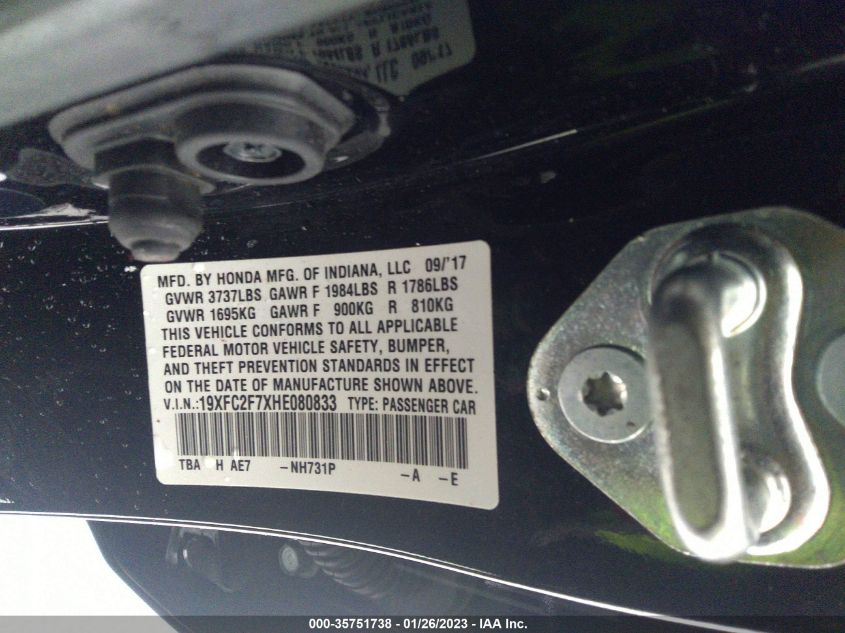 MFD. BY HONDA MFG. OF INDIANA, LLC 09/'17
GVWR 3737LBS GAWR F 1984LBS R 1786LBS
GVWR 1695KG GAWR F 900KG R 810KG
THIS VEHICLE CONFORMS TO ALL APPLICABLE
FEDERAL MOTOR VEHICLE SAFETY, BUMPER,
AND THEFT PREVENTION STANDARDS IN EFFECT
ON THE DATE OF MANUFACTURE SHOWN ABOVE.
V.I.N.:19XFC2F7XHE080833 TYPE: PASSENGER CAR
TBA H AE7 -NH731P -A -E
000-35751738 - 01/26/2023 - IAA Inc.